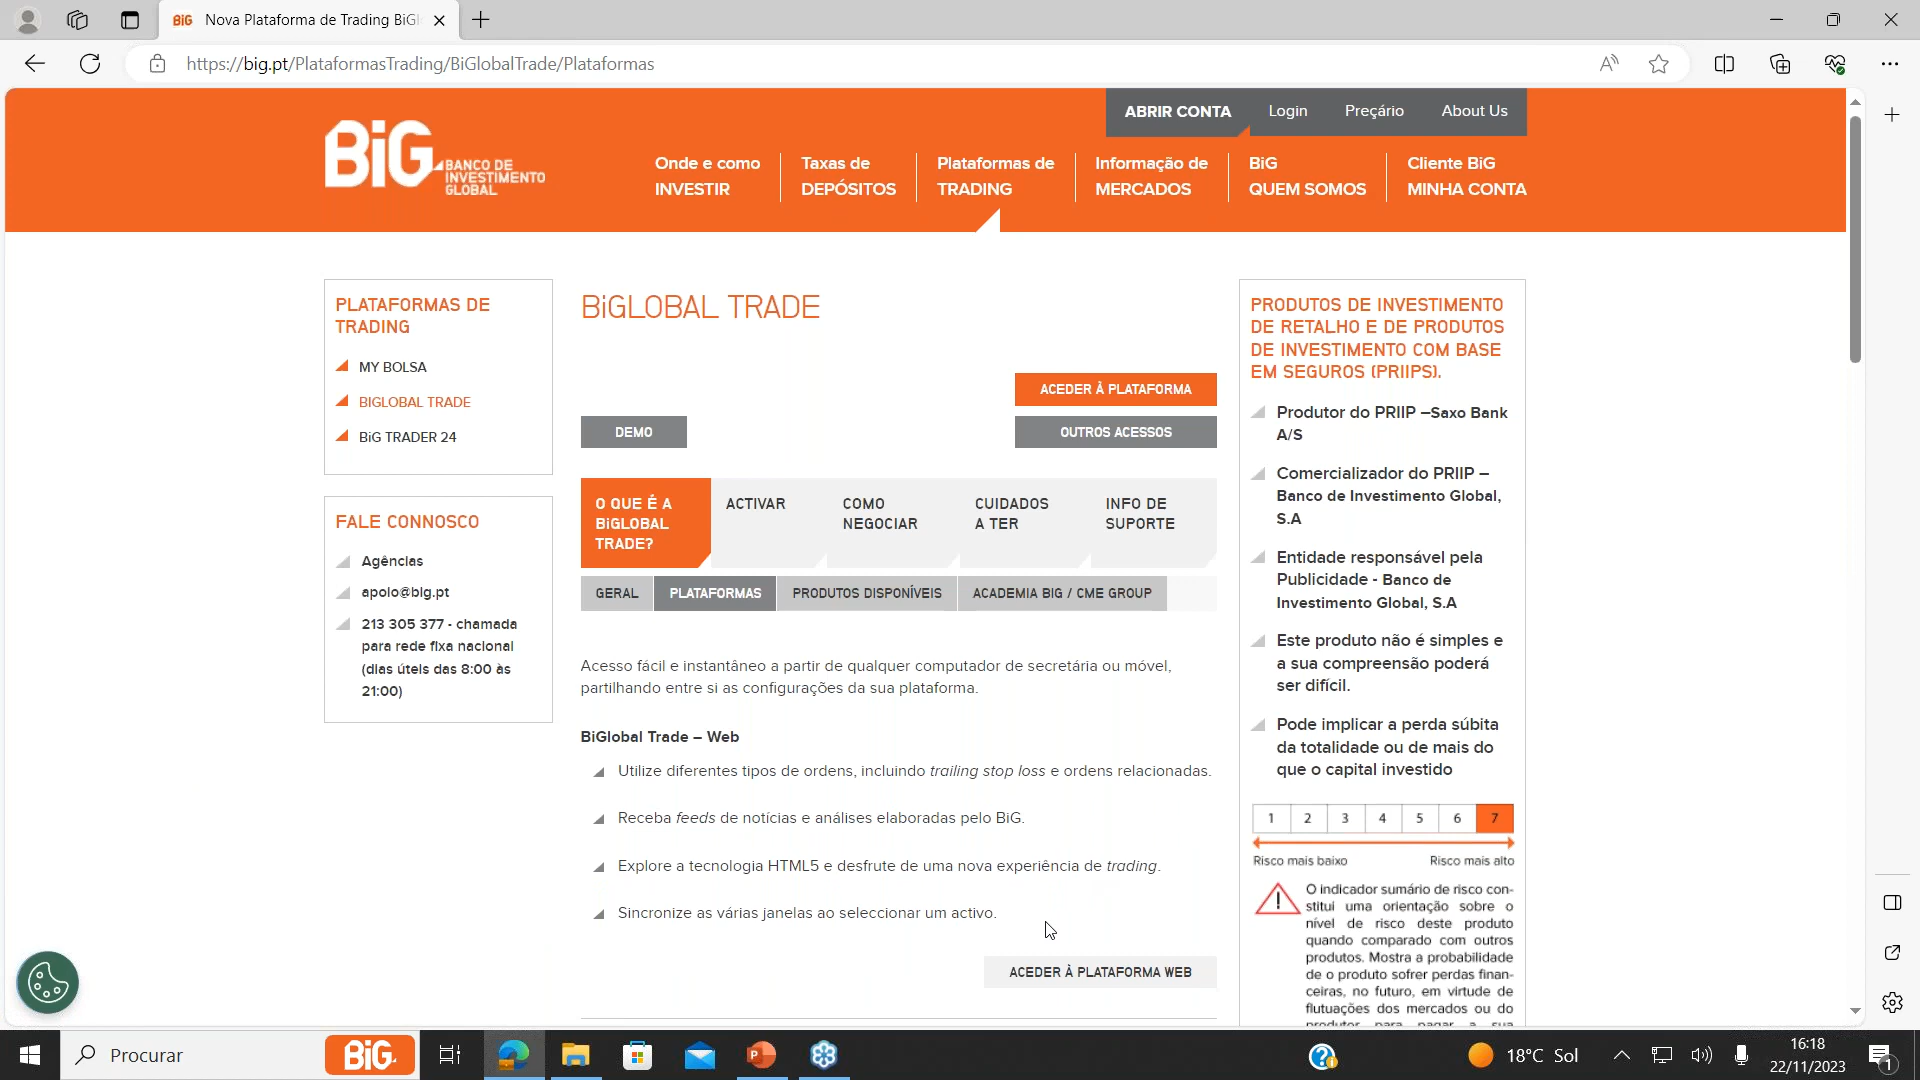 BiG Nova Plataforma de Trading BiGl
https://big.pt/PlataformasTrading/BiGlobalTrade/Plataformas
ABRIR CONTA
Login
Preçário
About Us
BiG BANCO DE
INVESTIMENTO
GLOBAL
Onde e como
INVESTIR
Taxas de
DEPÓSITOS
Plataformas de
TRADING
Informação de
MERCADOS
BiG
QUEM SOMOS
Cliente BiG
MINHA CONTA
PLATAFORMAS DE
TRADING
MY BOLSA
BIGLOBAL TRADE
BiG TRADER 24
FALE CONNOSCO
Agências
apolo@big.pt
213 305 377 - chamada
para rede fixa nacional
(dias úteis das 8:00 às
21:00)
BiGLOBAL TRADE
ACEDER À PLATAFORMA
DEMO
OUTROS ACESSOS
O QUE É A
BiGLOBAL
TRADE?
ACTIVAR
COMO
NEGOCIAR
CUIDADOS
A TER
INFO DE
SUPORTE
GERAL
PLATAFORMAS
PRODUTOS DISPONÍVEIS
ACADEMIA BIG / CME GROUP
Acesso fácil e instantâneo a partir de qualquer computador de secretária ou móvel,
partilhando entre si as configurações da sua plataforma.
BiGlobal Trade – Web
Utilize diferentes tipos de ordens, incluindo trailing stop loss e ordens relacionadas.
Receba feeds de notícias e análises elaboradas pelo BiG.
Explore a tecnologia HTML5 e desfrute de uma nova experiência de trading.
Sincronize as várias janelas ao seleccionar um activo.
ACEDER À PLATAFORMA WEB
PRODUTOS DE INVESTIMENTO
DE RETALHO E DE PRODUTOS
DE INVESTIMENTO COM BASE
EM SEGUROS (PRIIPS).
Produtor do PRIIP –Saxo Bank
A/S
Comercializador do PRIIP –
Banco de Investimento Global,
S.A
Entidade responsável pela
Publicidade - Banco de
Investimento Global, S.A
Este produto não é simples e
a sua compreensão poderá
ser difícil.
Pode implicar a perda súbita
da totalidade ou de mais do
que o capital investido
1 2 3 4 5 6 7
Risco mais baixo Risco mais alto
O indicador sumário de risco con-
stitui uma orientação sobre o
nível de risco deste produto
quando comparado com outros
produtos. Mostra a probabilidade
de o produto sofrer perdas finan-
ceiras, no futuro, em virtude de
flutuações dos mercados ou do
produtor para pagar a sua
Procurar
BiG
18°C Sol
16:18
22/11/2023
1